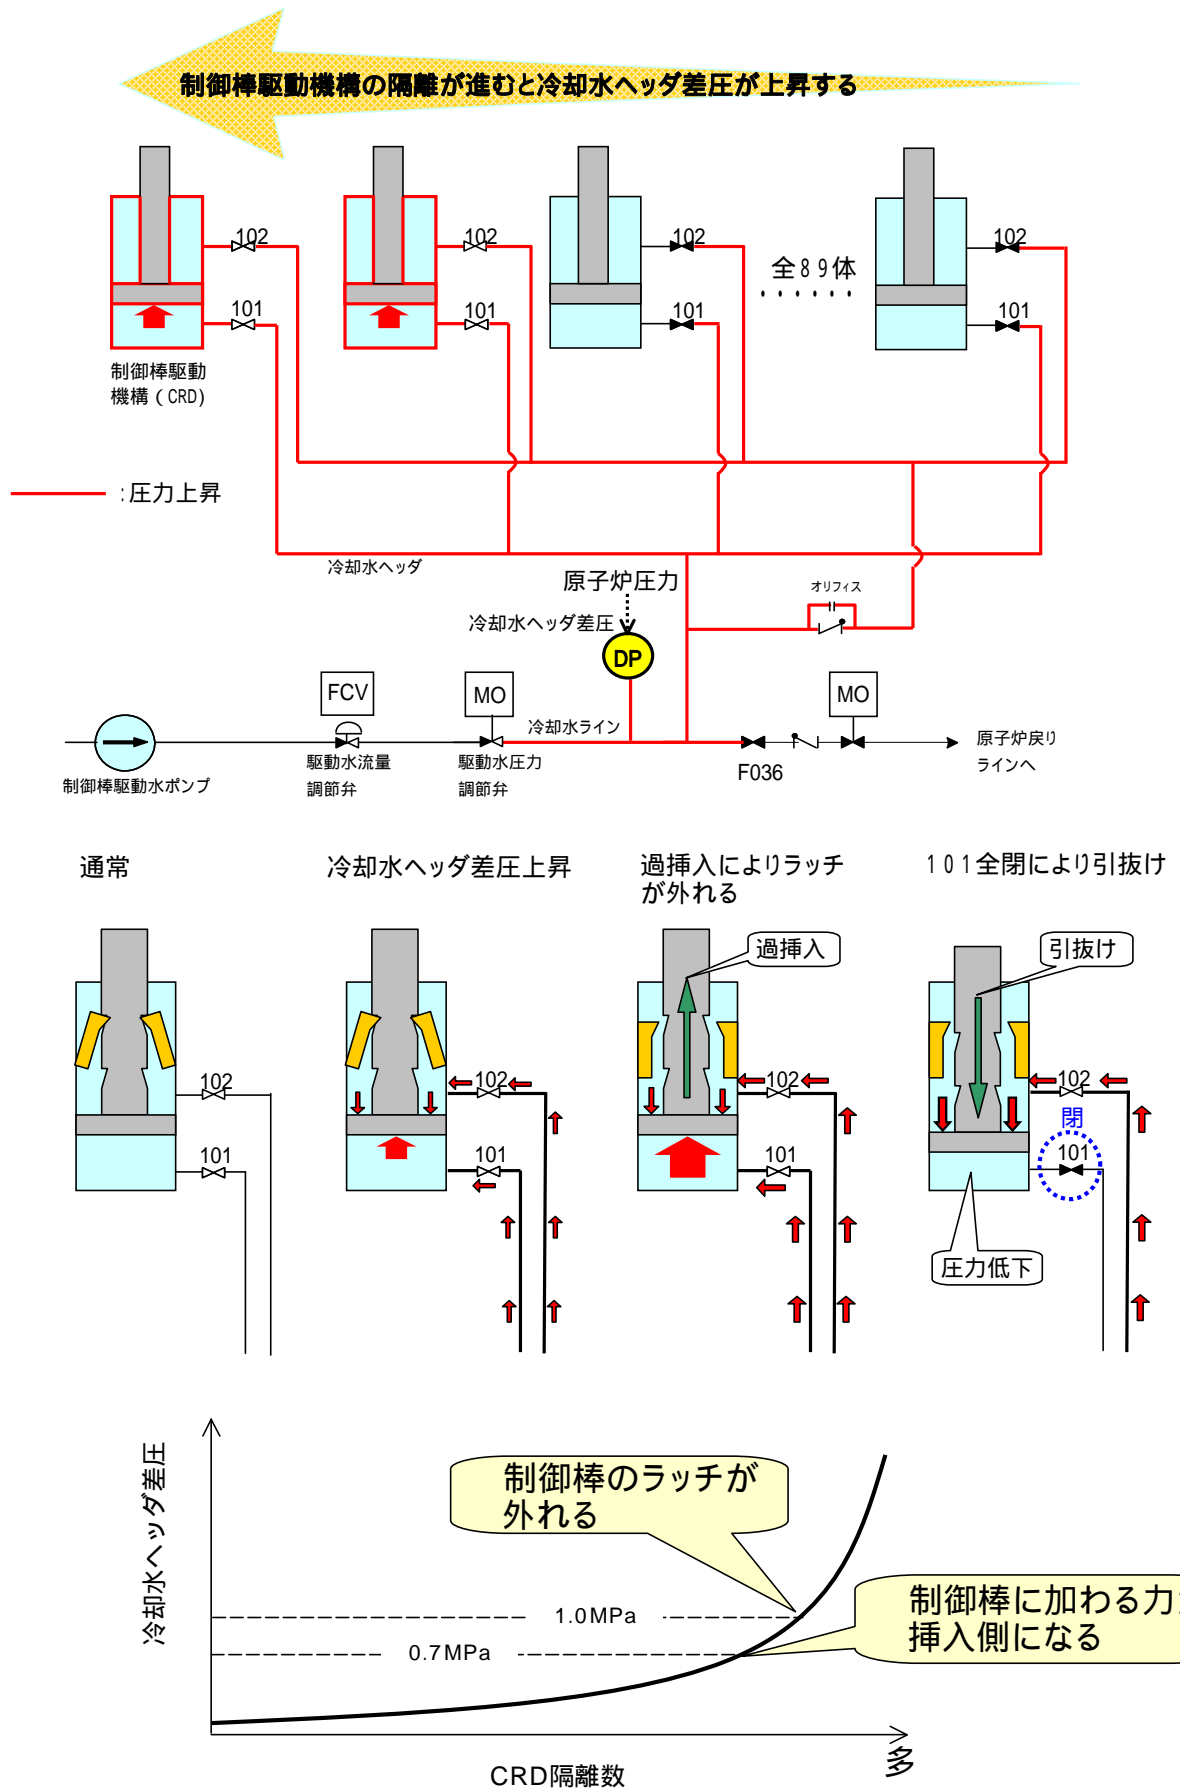 制御棒駆動機構の隔離が進むと冷却水ヘッダ差圧が上昇する
102
102
102
102
全89体
・・・・・・
101
101
101
101
制御棒駆動
機構（CRD)
：圧力上昇
冷却水ヘッダ
原子炉圧力
オリフィス
冷却水ヘッダ差圧
DP
FCV
MO
MO
冷却水ライン
駆動水流量
調節弁
駆動水圧力
調節弁
F036
原子炉戻り
ラインへ
制御棒駆動水ポンプ
通常
冷却水ヘッダ差圧上昇
過挿入によりラッチ
が外れる
101全閉により引抜け
過挿入
引抜け
102
102
102
102
閉
101
101
101
101
圧力低下
冷却水ヘッダ差圧
制御棒のラッチが
外れる
1.0MPa
制御棒に加わる力
挿入側になる
0.7MPa
多
CRD隔離数